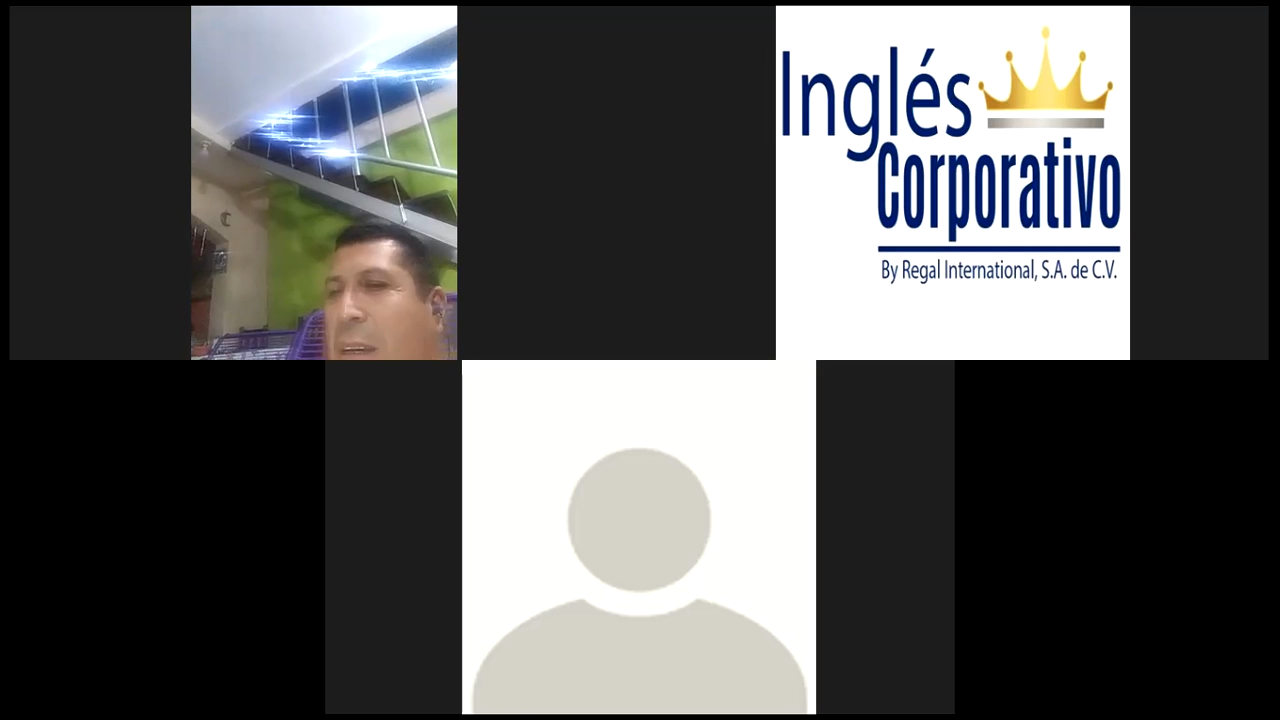 Inglés
Corporativo
By Regal International, S.A. de C.V.